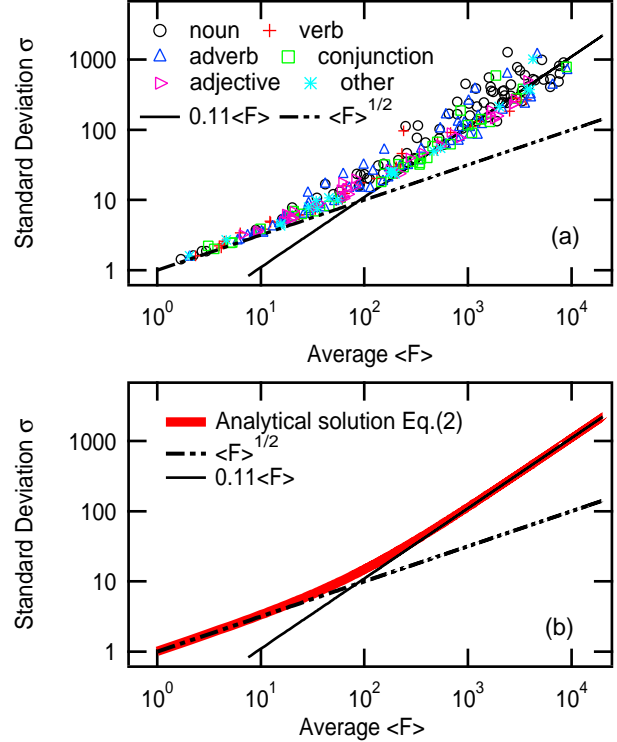 noun verb
adverb conjunction
adjective other
0.11<F> <F>^{1/2}
1000
100
10
1
Standard Deviation σ
(a)
10^0 10^1 10^2 10^3 10^4
Average <F>
Analytical solution Eq.(2)
<F>^{1/2}
0.11<F>
1000
100
10
1
Standard Deviation σ
(b)
10^0 10^1 10^2 10^3 10^4
Average <F>